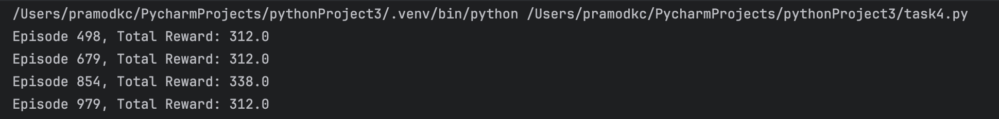 /Users/pramodkc/PycharmProjects/pythonProject3/.venv/bin/python /Users/pramodkc/PycharmProjects/pythonProject3/task4.py
Episode 498, Total Reward: 312.0
Episode 679, Total Reward: 312.0
Episode 854, Total Reward: 338.0
Episode 979, Total Reward: 312.0